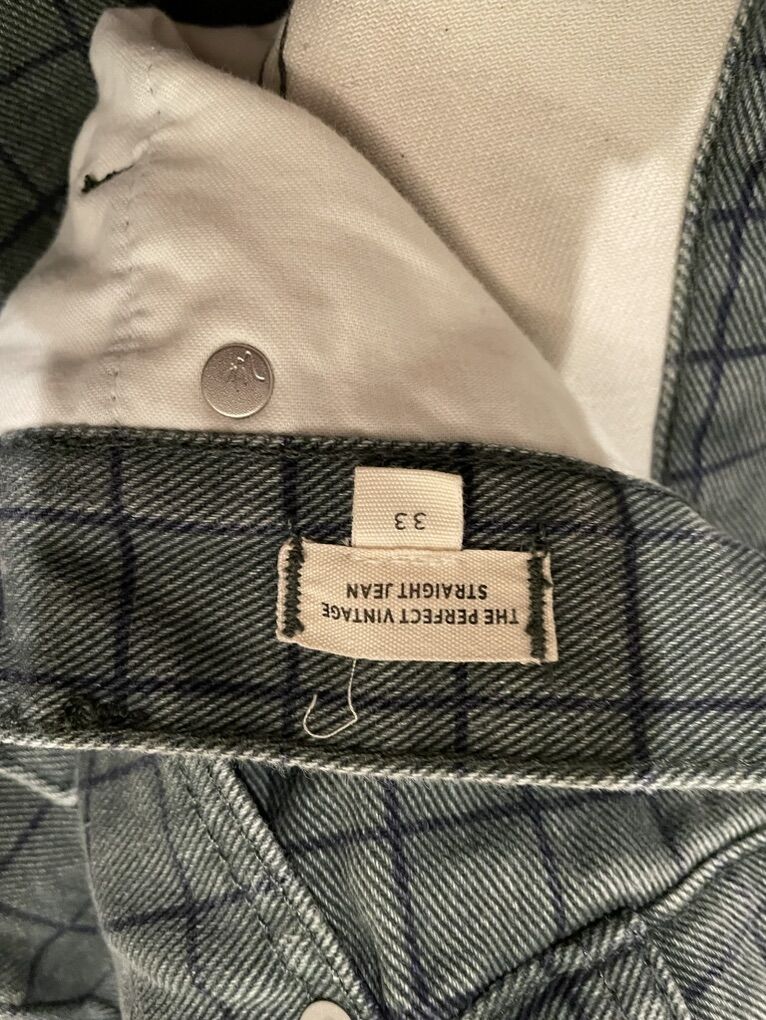 33
THE PERFECT VINTAGE
STRAIGHT JEAN